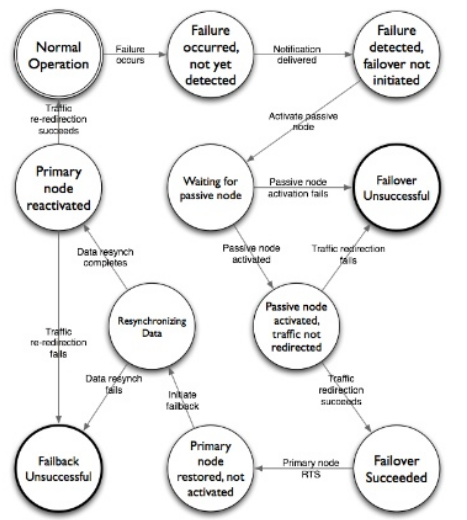 Normal
Operation
Failure
occurs
Failure
occurred,
not yet
detected
Notification
delivered
Failure
detected,
failover not
initiated
Activate passive
node
Traffic
re-redirection
succeeds
Primary
node
reactivated
Waiting for
passive node
Passive node
activation fails
Failover
Unsuccessful
Data resynch
completes
Passive node
activated
Traffic redirection
fails
Resynchronizing
Data
Passive node
activated,
traffic not
redirected
Traffic
re-redirection
fails
Data resynch
fails
Initiate
failback
Traffic
redirection
succeeds
Failback
Unsuccessful
Primary
node
restored, not
activated
Primary node
RTS
Failover
Succeeded